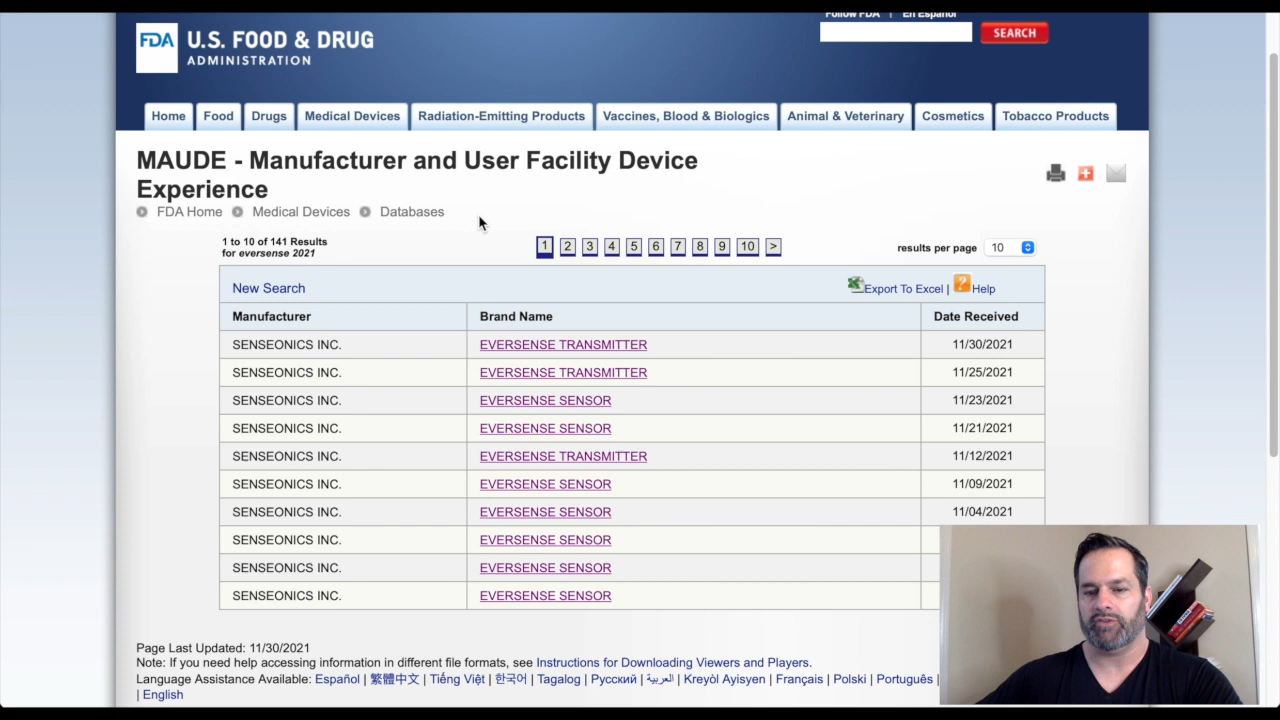 Follow FDA | En Español
FDA U.S. FOOD & DRUG
ADMINISTRATION
SEARCH
Home Food Drugs Medical Devices Radiation-Emitting Products Vaccines, Blood & Biologics Animal & Veterinary Cosmetics Tobacco Products
MAUDE - Manufacturer and User Facility Device
Experience
FDA Home Medical Devices Databases
1 to 10 of 141 Results
for eversense 2021
1 2 3 4 5 6 7 8 9 10 >
results per page 10
New Search Export To Excel | ? Help
Manufacturer Brand Name Date Received
SENSEONICS INC. EVERSENSE TRANSMITTER 11/30/2021
SENSEONICS INC. EVERSENSE TRANSMITTER 11/25/2021
SENSEONICS INC. EVERSENSE SENSOR 11/23/2021
SENSEONICS INC. EVERSENSE SENSOR 11/21/2021
SENSEONICS INC. EVERSENSE TRANSMITTER 11/12/2021
SENSEONICS INC. EVERSENSE SENSOR 11/09/2021
SENSEONICS INC. EVERSENSE SENSOR 11/04/2021
SENSEONICS INC. EVERSENSE SENSOR
SENSEONICS INC. EVERSENSE SENSOR
SENSEONICS INC. EVERSENSE SENSOR
Page Last Updated: 11/30/2021
Note: If you need help accessing information in different file formats, see Instructions for Downloading Viewers and Players.
Language Assistance Available: Español | 繁體中文 | Tiếng Việt | 한국어 | Tagalog | Русский | العربية | Kreyòl Ayisyen | Français | Polski | Português |
| English